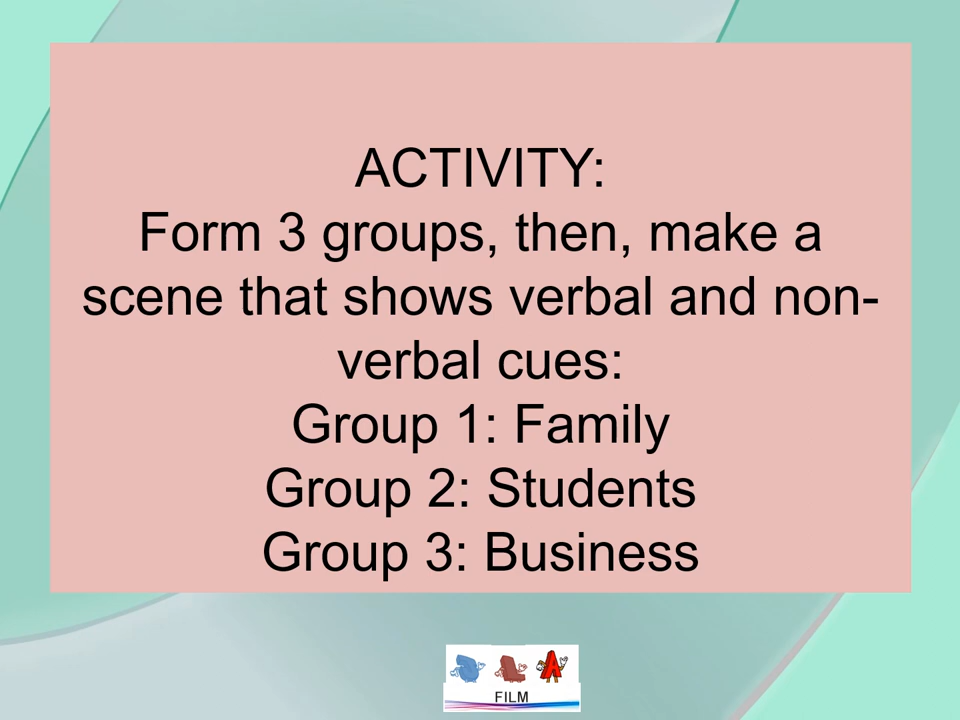 ACTIVITY:
Form 3 groups, then, make a
scene that shows verbal and non-
verbal cues:
Group 1: Family
Group 2: Students
Group 3: Business
A
FILM